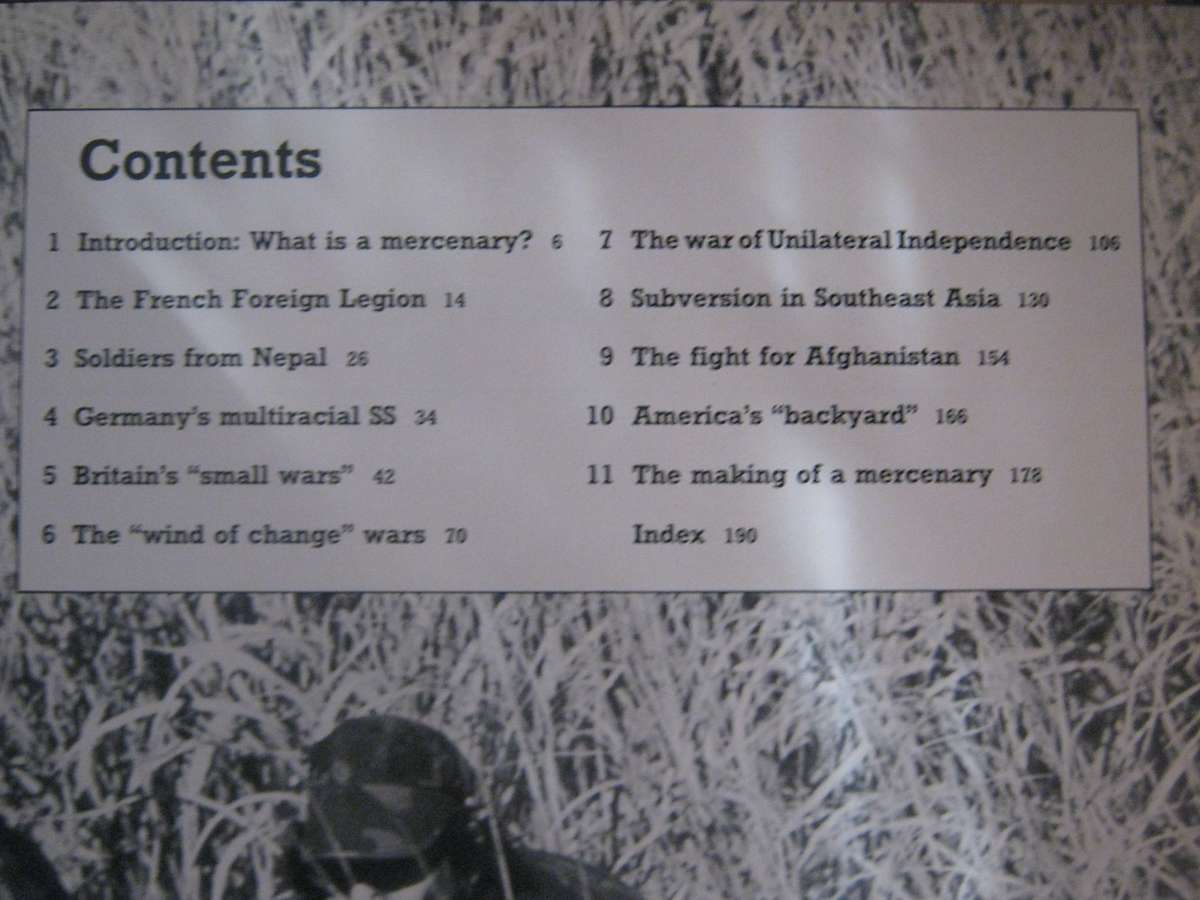 Contents
1 Introduction: What is a mercenary? 6
2 The French Foreign Legion 14
3 Soldiers from Nepal 26
4 Germany's multiracial SS 34
5 Britain's “small wars” 42
6 The “wind of change” wars 70
7 The war of Unilateral Independence 106
8 Subversion in Southeast Asia 130
9 The fight for Afghanistan 154
10 America's “backyard” 166
11 The making of a mercenary 178
Index 190